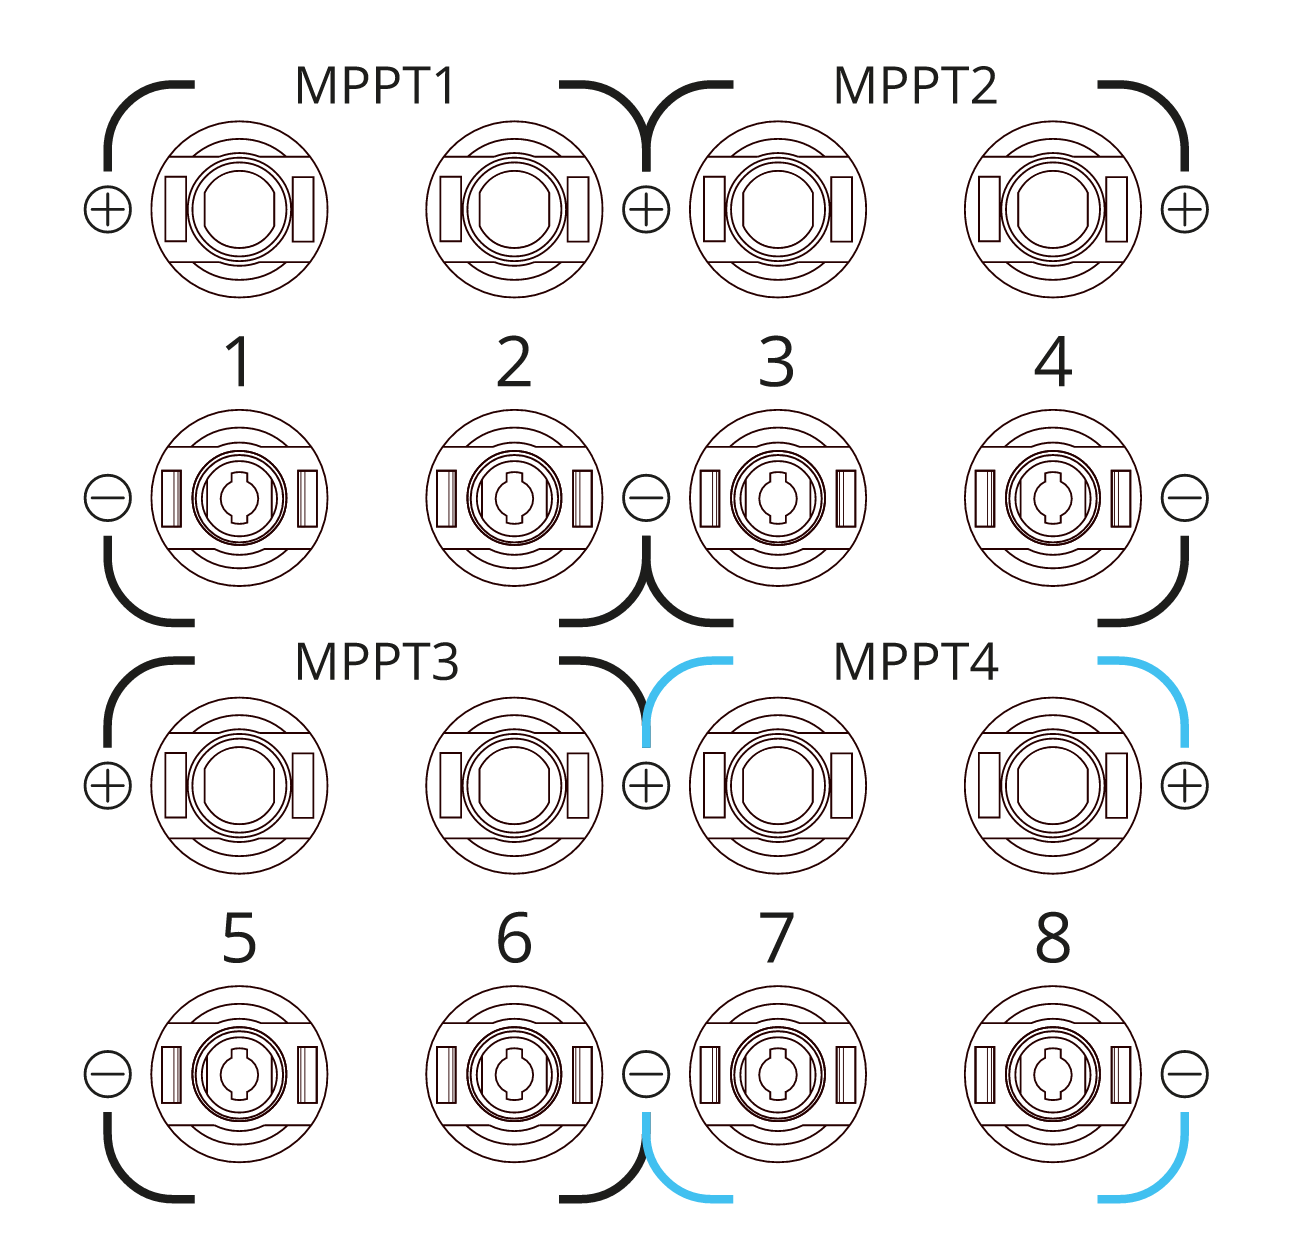 MPPT1 MPPT2
⊕ ⊕ ⊕
1 2 3 4
⊖ ⊖ ⊖
MPPT3 MPPT4
⊕ ⊕ ⊕
5 6 7 8
⊖ ⊖ ⊖